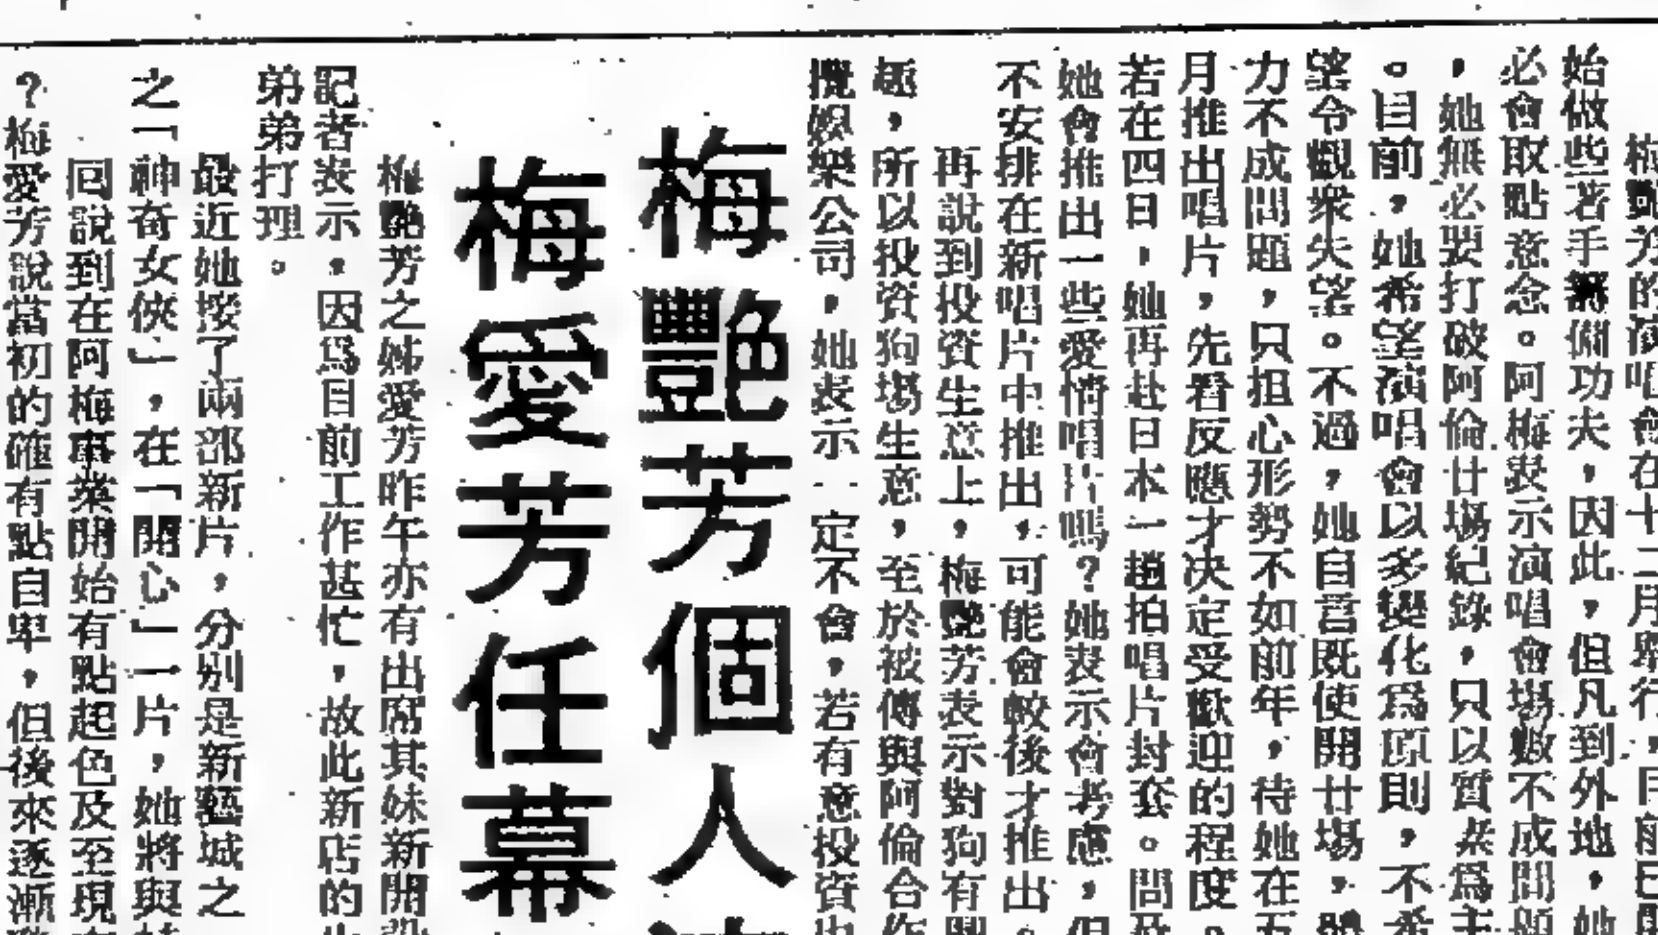 梅艷芳的演唱會在十二月舉行，目前已開
始做些著手籌備功夫，因此，但凡到外地，她
必會取點意念。阿梅表示演唱會場數不成問題
，她無必要打破阿倫廿場紀錄，只以質素為主
。目前，她希望演唱會以多變化為原則，不希
望令觀衆失望。不過，她自言既使開廿場，
力不成問題，只担心形勢不如前年，待她在五
月推出唱片，先看反應才決定受歡迎的程度。
若在四日，她再赴日本一趟拍唱片封套。問及
她會推出一些愛情唱片嗎？她表示會考慮，但
不安排在新唱片中推出，可能會較後才推出。
再說到投資生意上，梅艷芳表示對狗有
趣，所以投資狗場生意，至於被傳與阿倫合作
攪娛樂公司，她表示一定不會，若有意投資也
梅艷芳個人
梅愛芳任幕
梅艷芳之姊愛芳昨午亦有出席其妹新開設
記者表示，因為目前工作甚忙，故此新店的
弟弟打理。
最近她接了兩部新片，分別是新藝城之
之「神奇女俠」，在「開心」一片，她將與
回說到在阿梅事業開始有點起色及至現
？梅愛芳說當初的確有點自卑，但後來逐漸